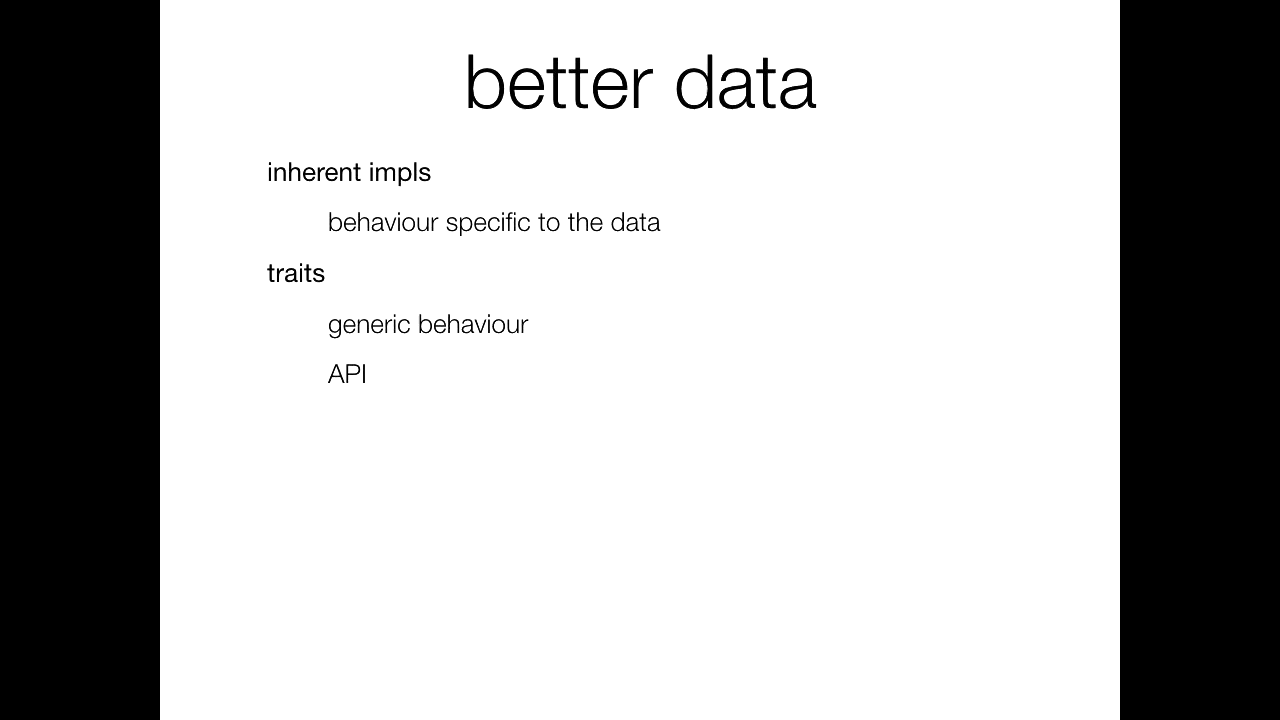 better data
inherent impls
behaviour specific to the data
traits
generic behaviour
API